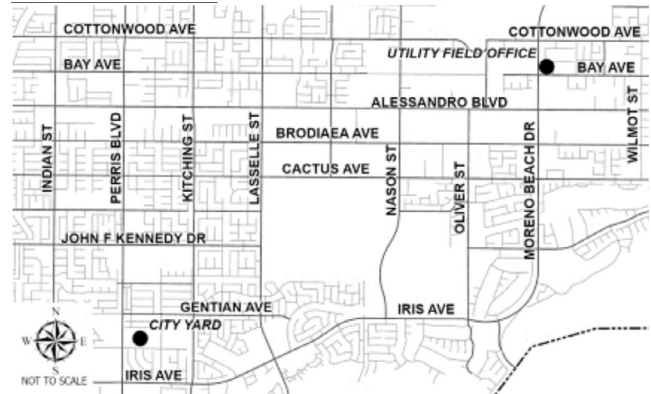 COTTONWOOD AVE
COTTONWOOD AVE
UTILITY FIELD OFFICE
BAY AVE
BAY AVE
ALESSANDRO BLVD
BRODIAEA AVE
CACTUS AVE
INDIAN ST
PERRIS BLVD
KITCHING ST
LASSELLE ST
NASON ST
OLIVER ST
MORENO BEACH DR
WILMOT ST
JOHN F KENNEDY DR
GENTIAN AVE
IRIS AVE
CITY YARD
N
W
E
S
NOT TO SCALE
IRIS AVE